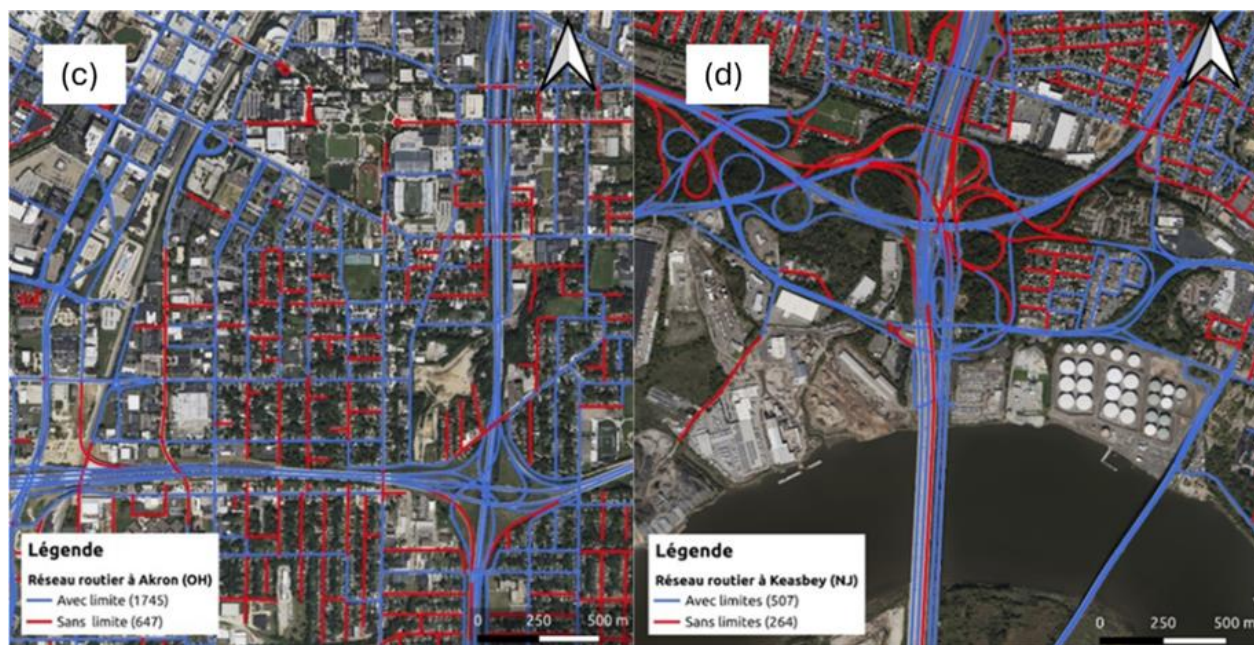 (c)
Légende
Réseau routier à Akron (OH)
Avec limite (1745)
Sans limite (647)
0 250 500 m
(d)
Légende
Réseau routier à Keasbey (NJ)
Avec limites (507)
Sans limites (264)
0 250 500 m